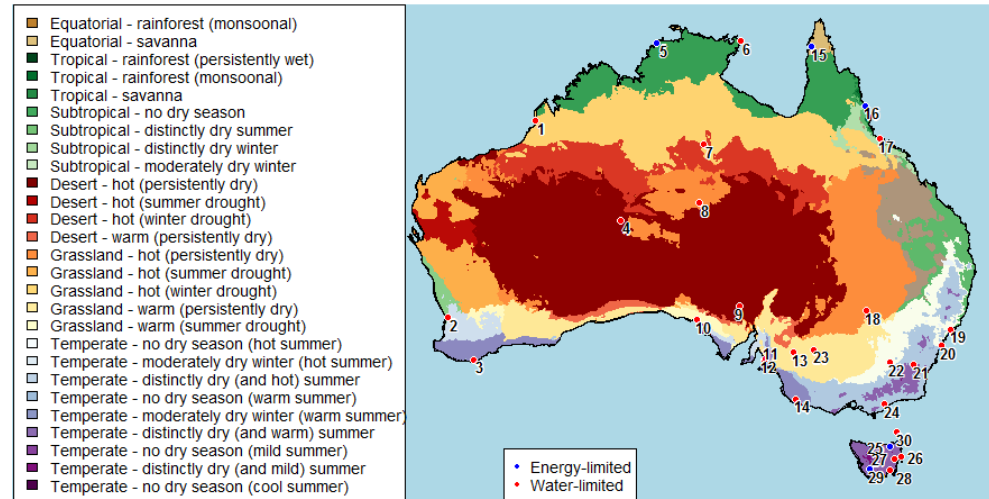 Equatorial - rainforest (monsoonal)
Equatorial - savanna
Tropical - rainforest (persistently wet)
Tropical - rainforest (monsoonal)
Tropical - savanna
Subtropical - no dry season
Subtropical - distinctly dry summer
Subtropical - distinctly dry winter
Subtropical - moderately dry winter
Desert - hot (persistently dry)
Desert - hot (summer drought)
Desert - hot (winter drought)
Desert - warm (persistently dry)
Grassland - hot (persistently dry)
Grassland - hot (summer drought)
Grassland - hot (winter drought)
Grassland - warm (persistently dry)
Grassland - warm (summer drought)
Temperate - no dry season (hot summer)
Temperate - moderately dry winter (hot summer)
Temperate - distinctly dry (and hot) summer
Temperate - no dry season (warm summer)
Temperate - moderately dry winter (warm summer)
Temperate - distinctly dry (and warm) summer
Temperate - no dry season (mild summer)
Temperate - distinctly dry (and mild) summer
Temperate - no dry season (cool summer)
5
6
15
16
1
17
7
8
4
9
2
10
18
19
20
3
11
12
13
23
22
21
14
24
30
25
27
26
29
28
Energy-limited
Water-limited